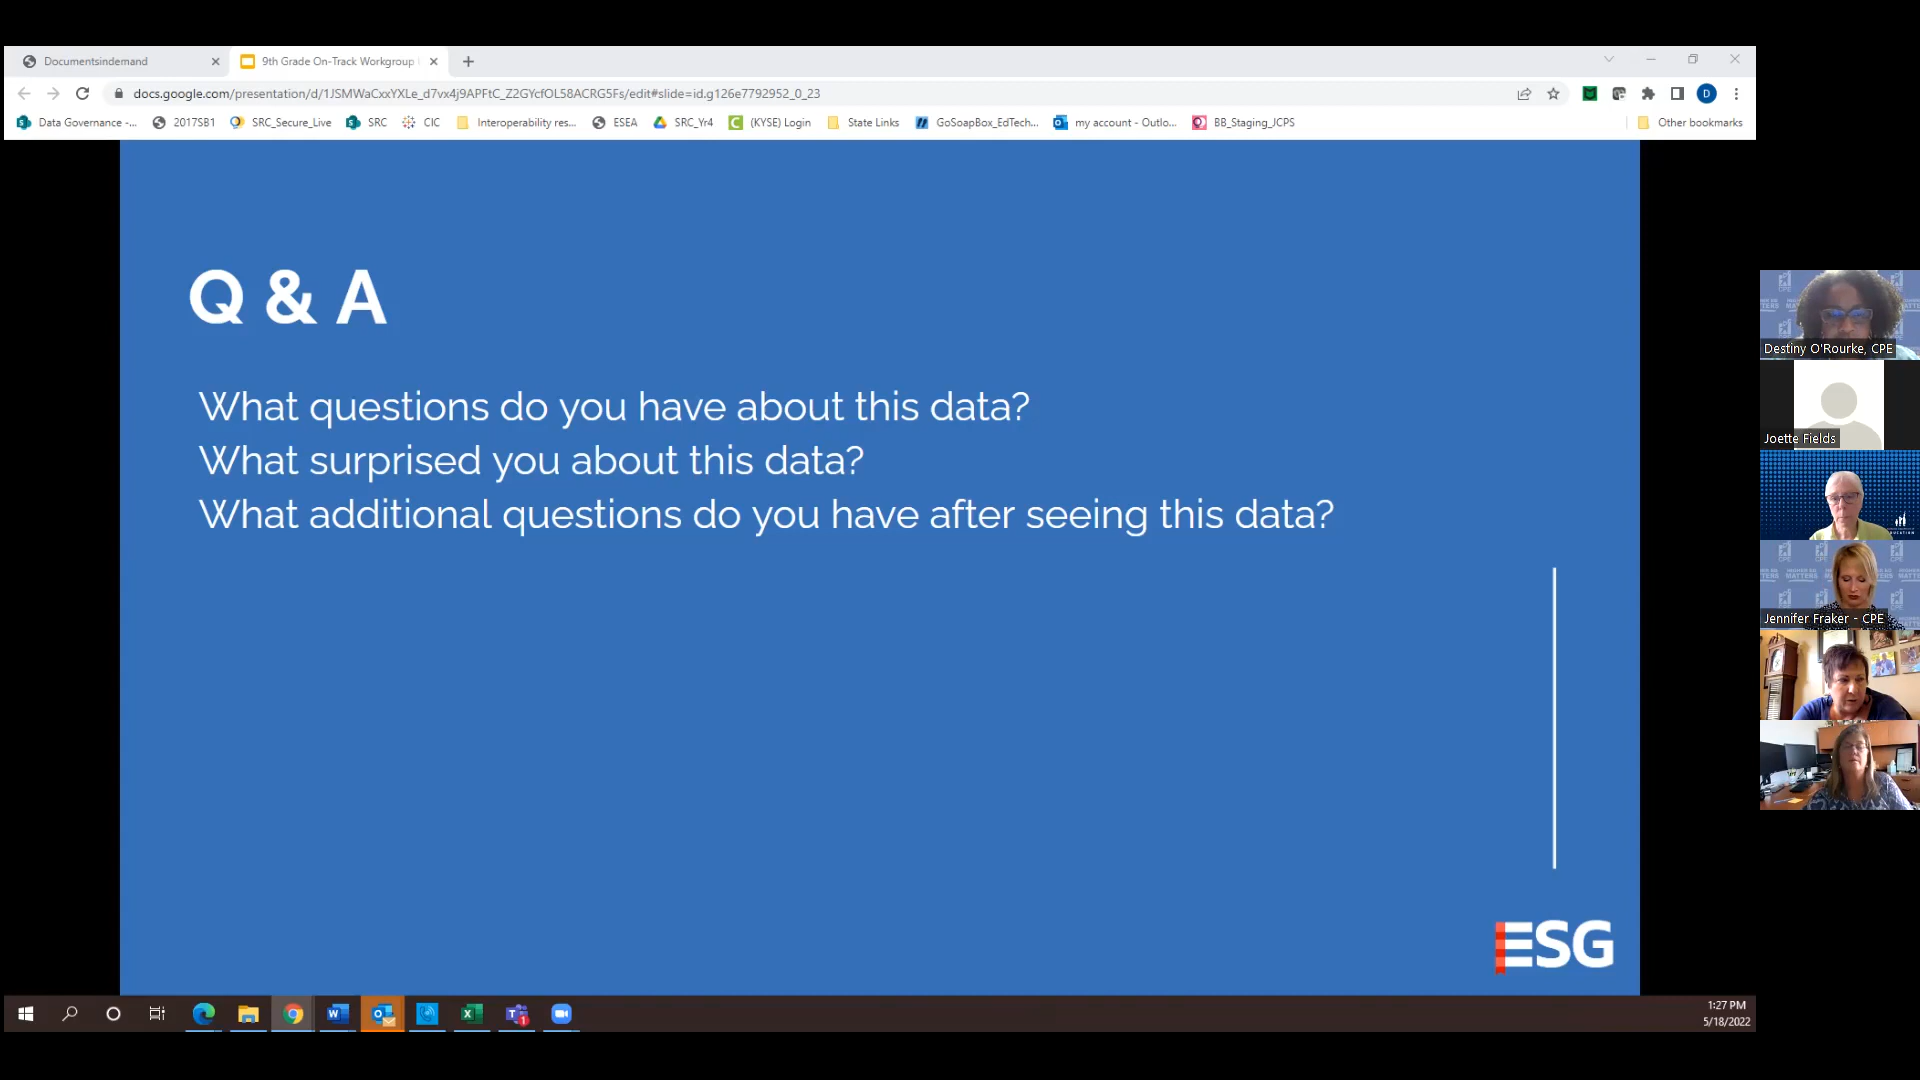 Documentsindemand
9th Grade On-Track Workgroup
docs.google.com/presentation/d/1JSMWaCxxYXLe_d7vx4j9APFtC_Z2GYcfOL58ACRG5Fs/edit#slide=id.g126e7792952_0_23
D
Data Governance -...
2017SB1
SRC_Secure_Live
SRC
CIC
Interoperability res...
ESEA
SRC_Yr4
(KYSE) Login
State Links
GoSoapBox_EdTech...
my account - Outlo...
BB_Staging_JCPS
Other bookmarks
Q & A
What questions do you have about this data?
What surprised you about this data?
What additional questions do you have after seeing this data?
ESG
Destiny O'Rourke, CPE
Joette Fields
MATTERS
Jennifer Fraker - CPE
1:27 PM
5/18/2022